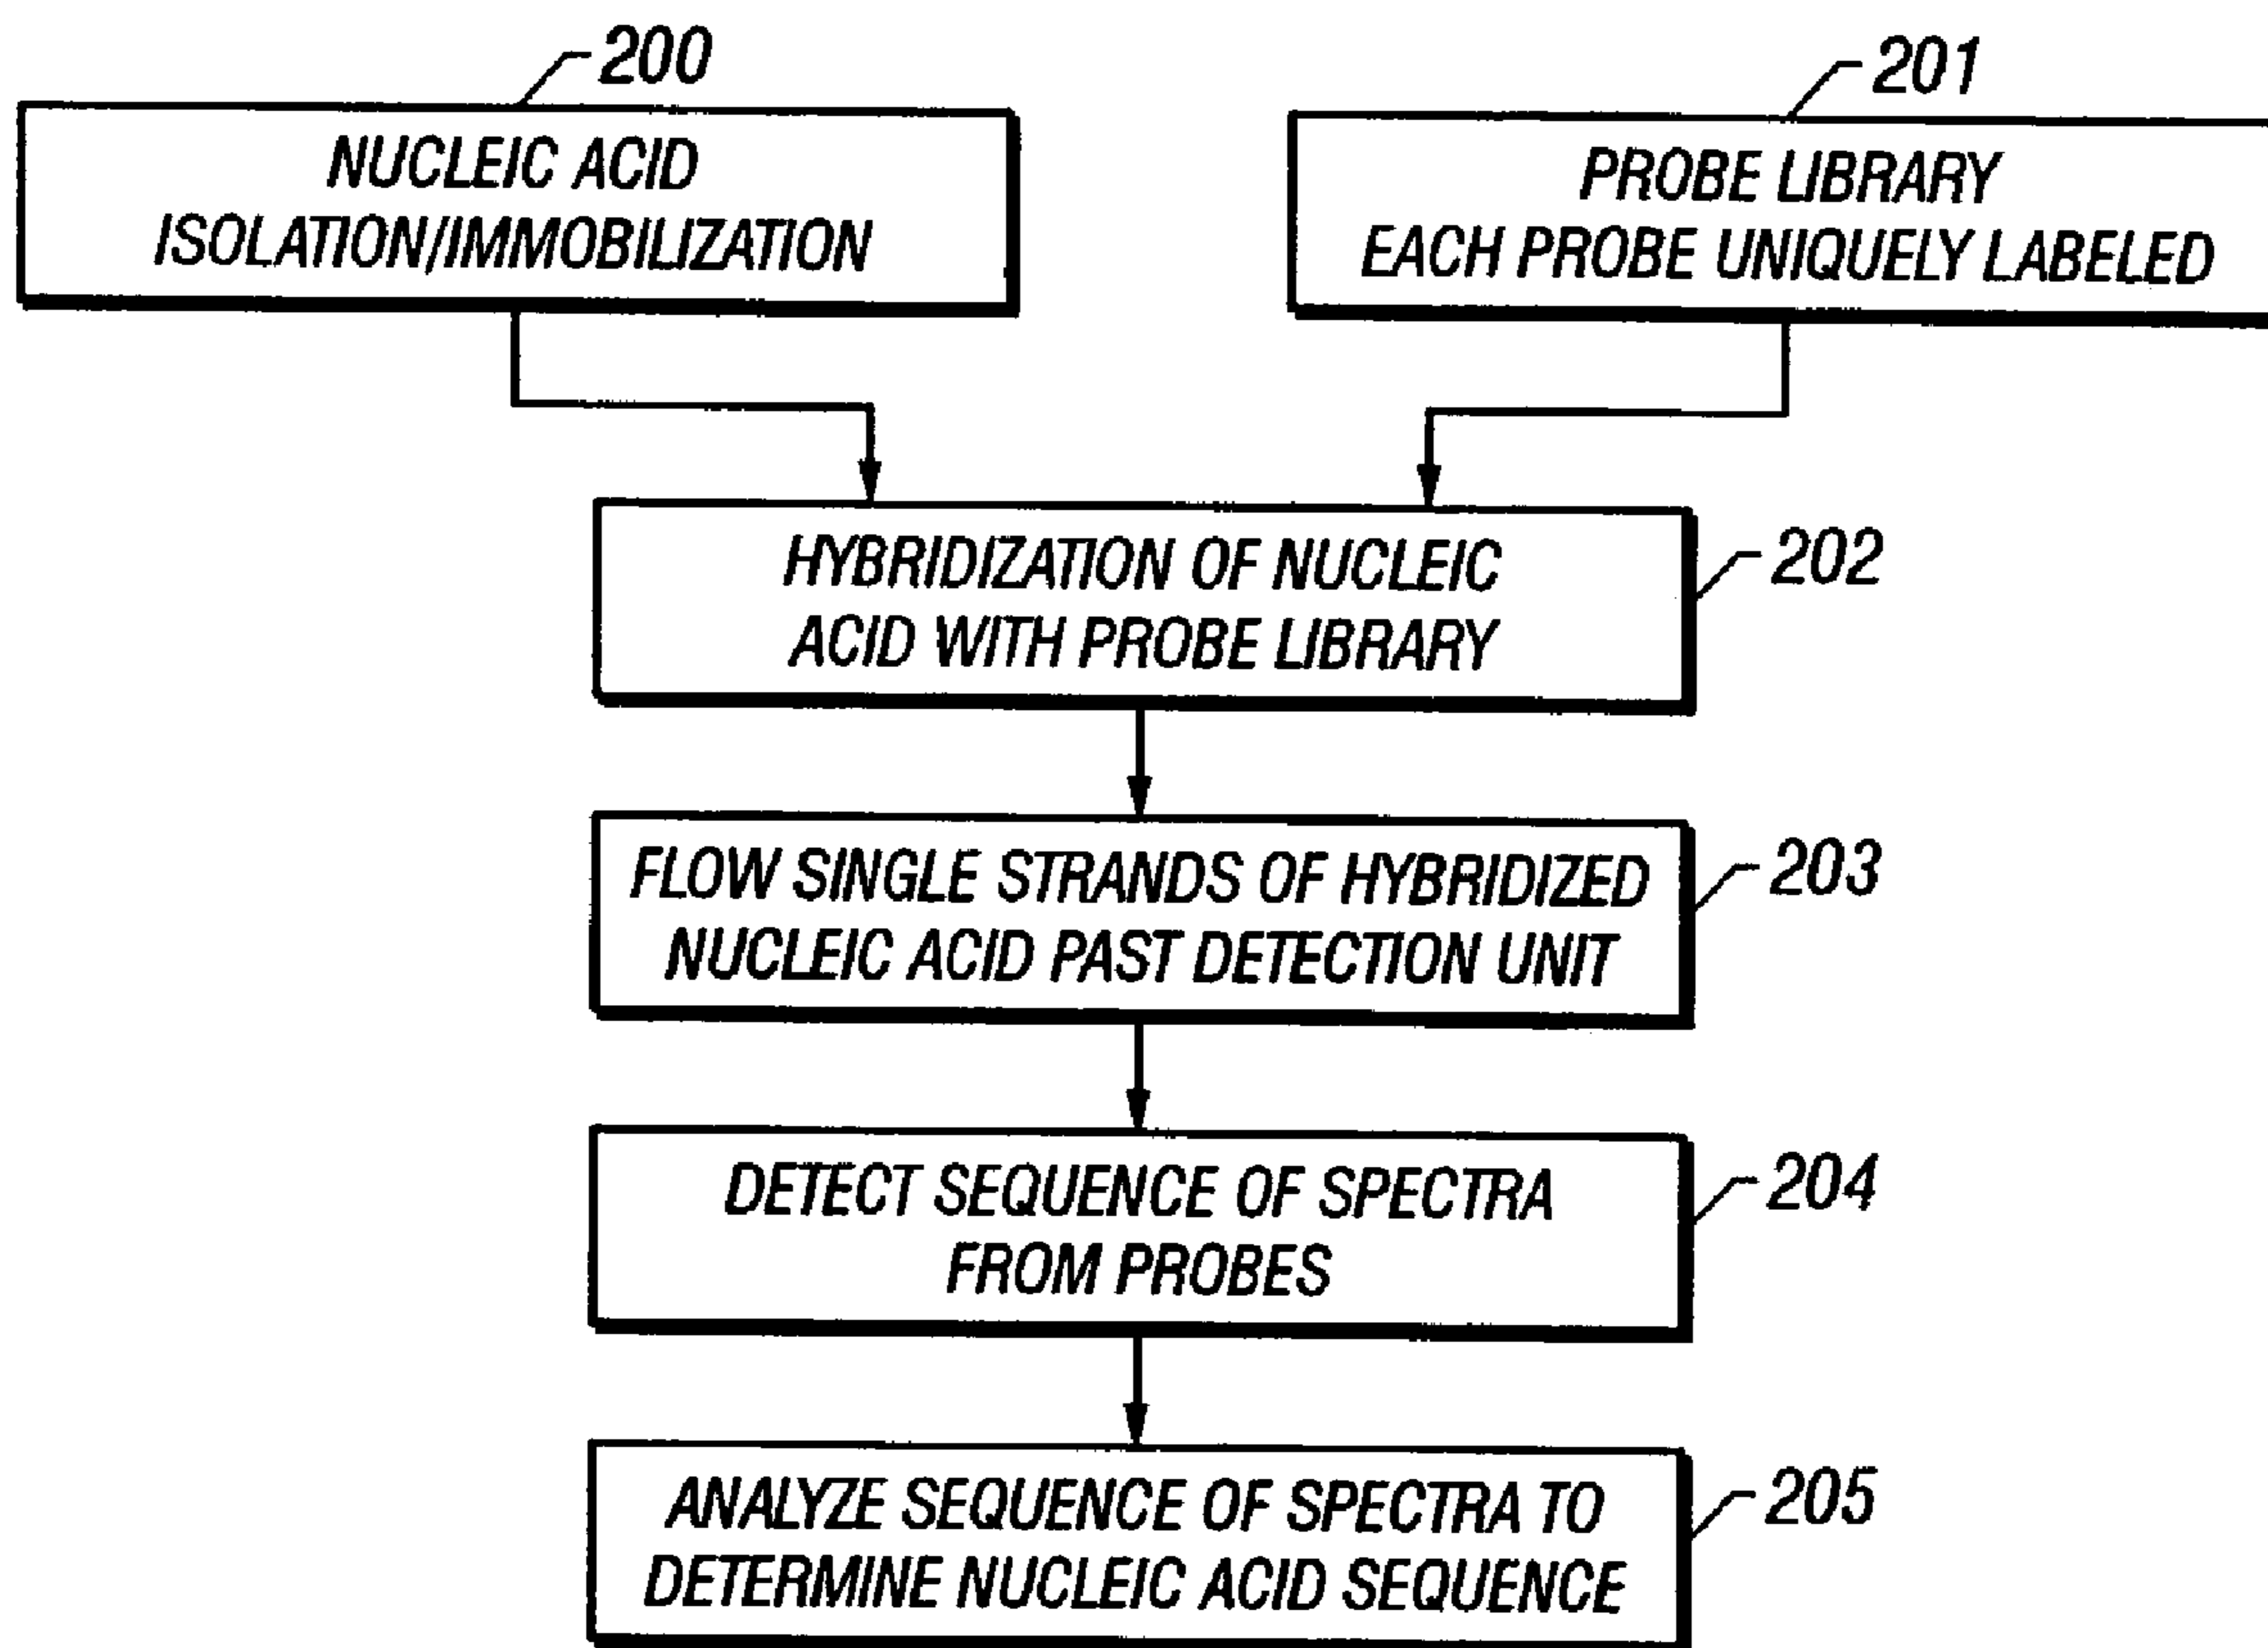 200
NUCLEIC ACID
ISOLATION/IMMOBILIZATION
201
PROBE LIBRARY
EACH PROBE UNIQUELY LABELED
HYBRIDIZATION OF NUCLEIC
ACID WITH PROBE LIBRARY
202
FLOW SINGLE STRANDS OF HYBRIDIZED
NUCLEIC ACID PAST DETECTION UNIT
203
DETECT SEQUENCE OF SPECTRA
FROM PROBES
204
ANALYZE SEQUENCE OF SPECTRA TO
DETERMINE NUCLEIC ACID SEQUENCE
205